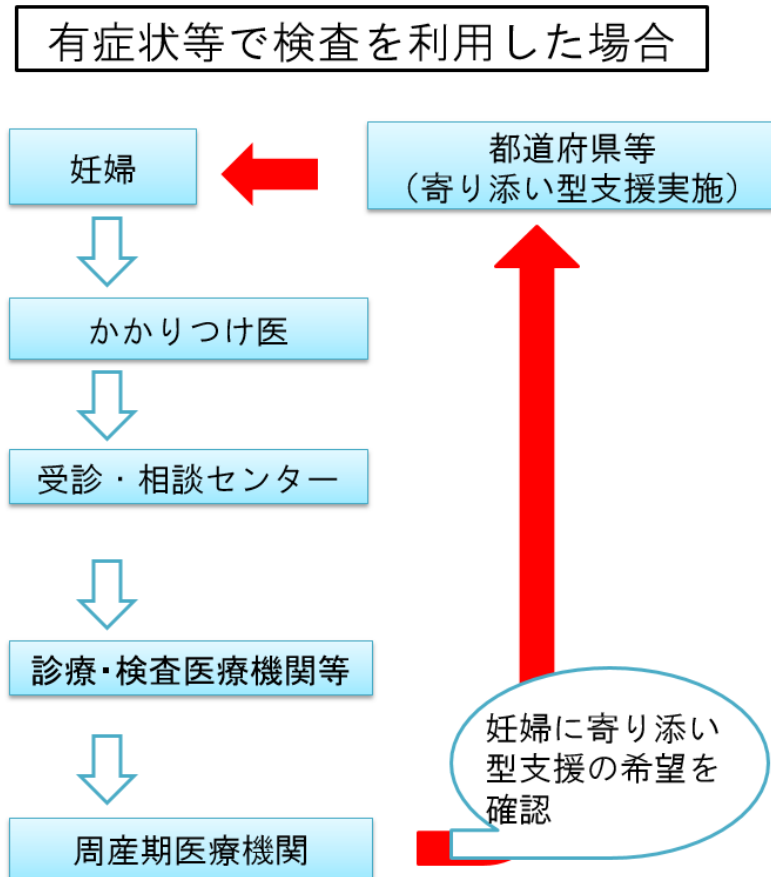 有症状等で検査を利用した場合
妊婦
都道府県等
（寄り添い型支援実施）
かかりつけ医
受診・相談センター
診療・検査医療機関等
妊婦に寄り添い
型支援の希望を
確認
周産期医療機関